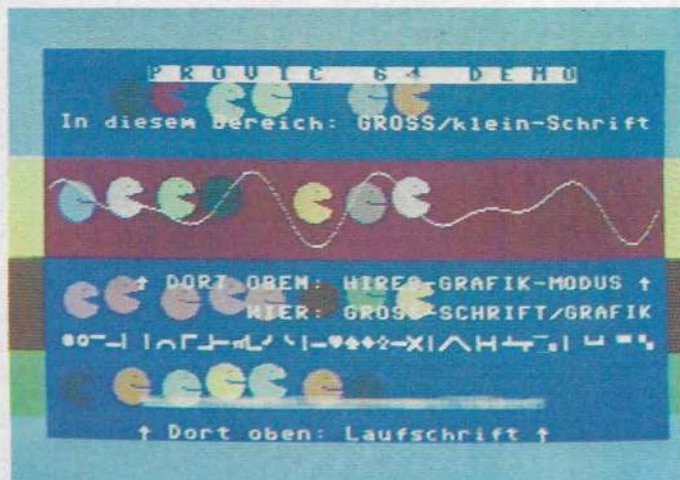 PROVIC 64 DEMO
In diesem Bereich: GROSS/klein-Schrift
↑ DORT OBEN: HIRES-GRAFIK-MODUS ↑
HIER: GROSS-SCHRIFT/GRAFIK
↑ Dort oben: Laufschrift ↑